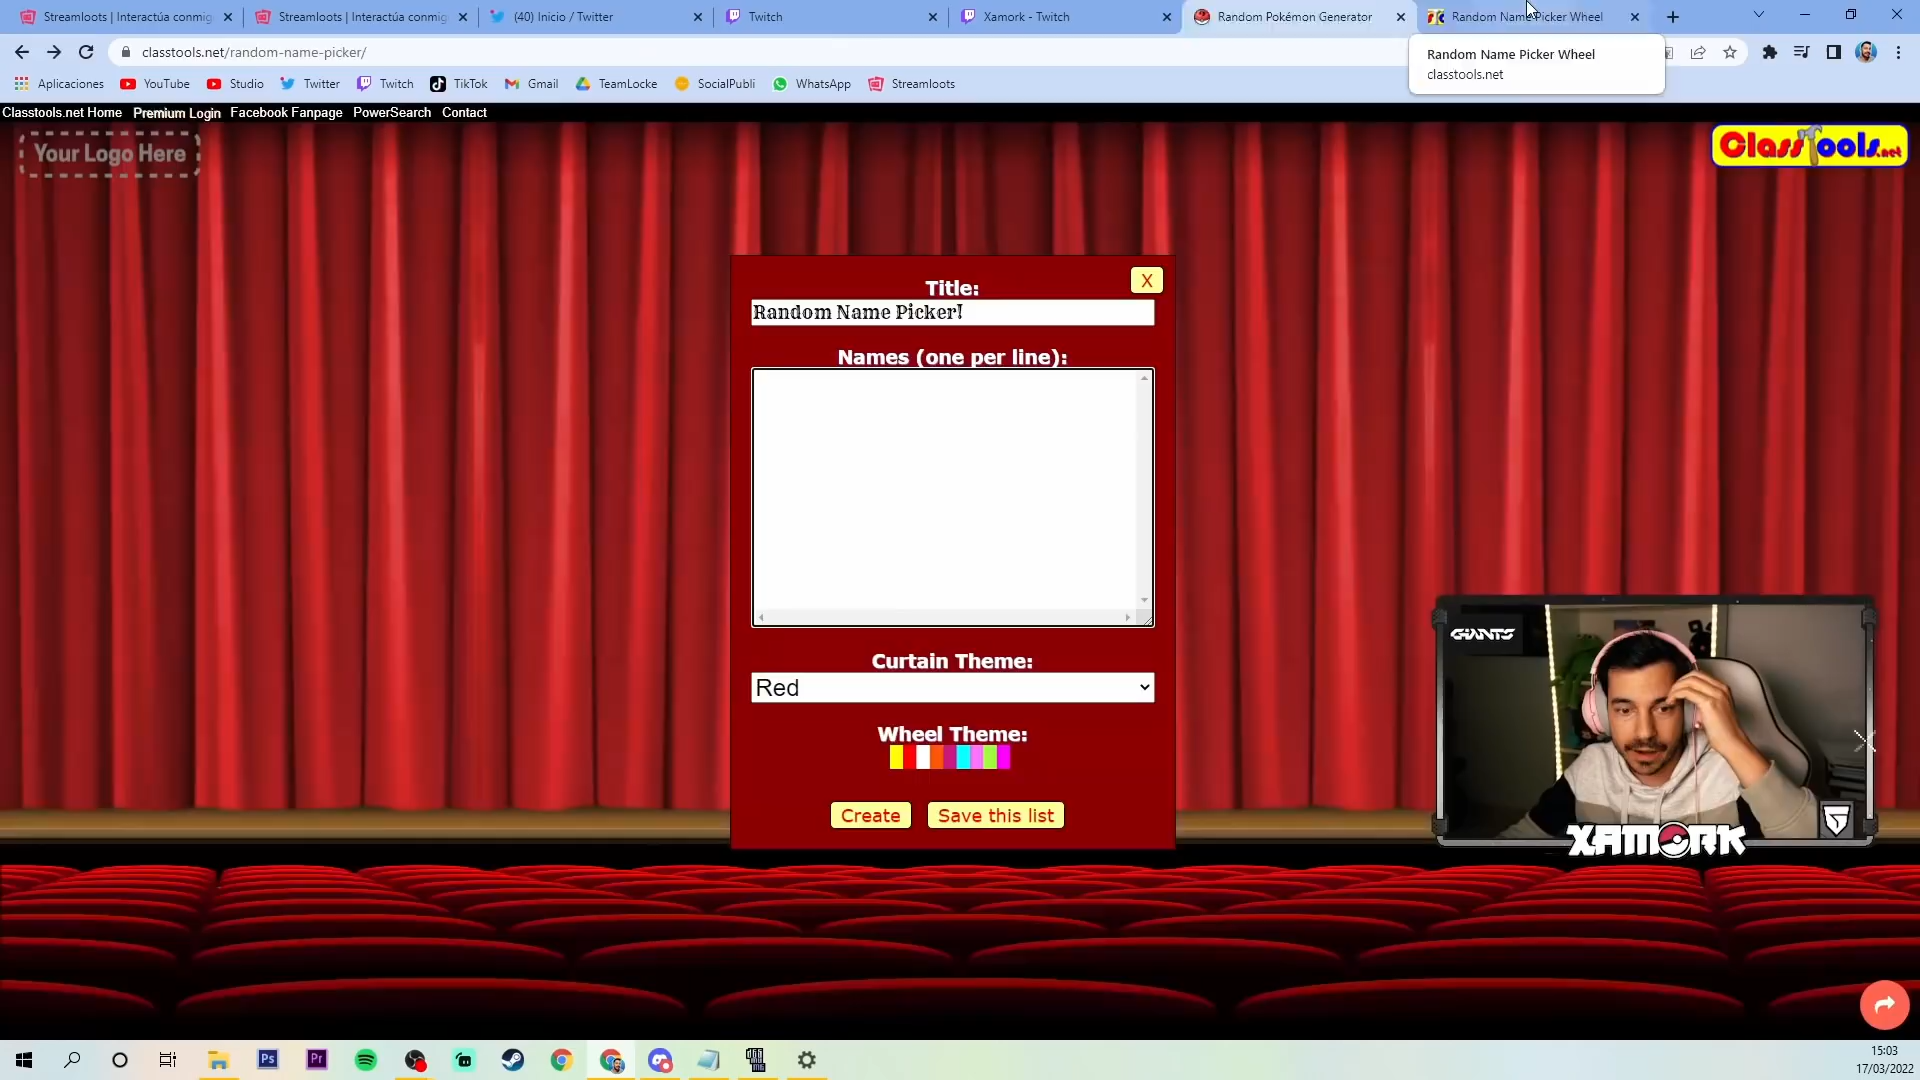 Streamloots | Interactúa conmig
Streamloots | Interactúa conmig
(40) Inicio / Twitter
Twitch
Xamork - Twitch
Random Pokémon Generator
Random Name Picker Wheel
classtools.net/random-name-picker/
Random Name Picker Wheel
classtools.net
Aplicaciones
YouTube
Studio
Twitter
Twitch
TikTok
Gmail
TeamLocke
SocialPubli
WhatsApp
Streamloots
Classtools.net Home
Premium Login
Facebook Fanpage
PowerSearch
Contact
Your Logo Here
ClassTools.net
X
Title:
Random Name Picker!
Names (one per line):
Curtain Theme:
Red
Wheel Theme:
Create
Save this list
GIANTS
XAMORK
Ps
Pr
15:03
17/03/2022